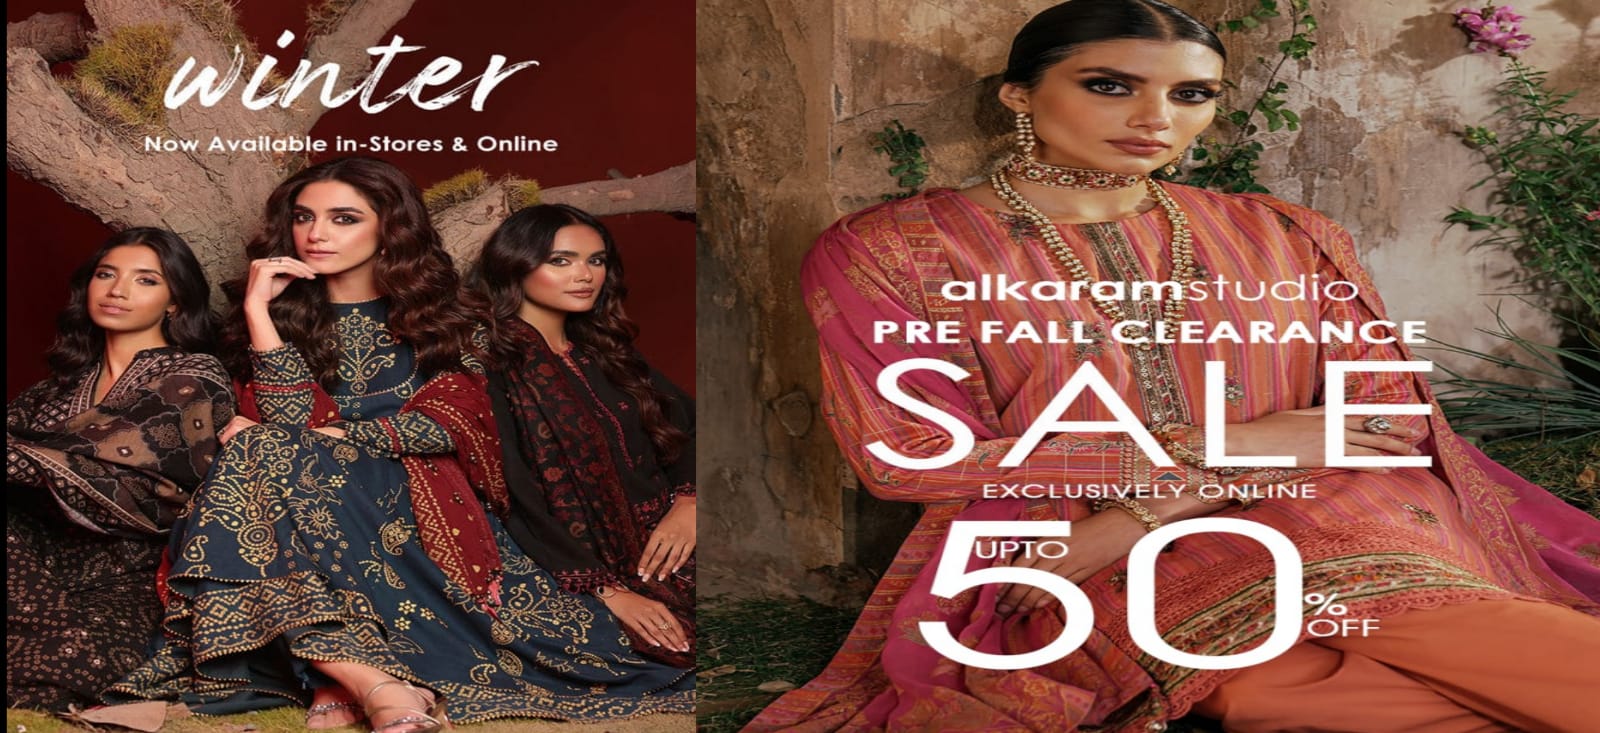 winter
Now Available in-Stores & Online
alkaramstudio
PRE FALL CLEARANCE
SALE
EXCLUSIVELY ONLINE
UPTO
50
%
OFF